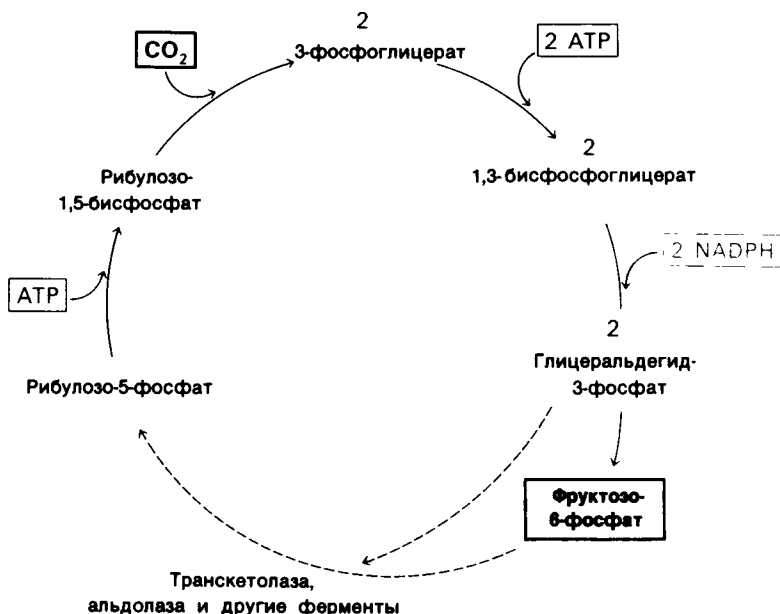 2
3-фосфоглицерат
CO₂
2 ATP
2
1,3-бисфосфоглицерат
2 NADPH
2
Глицеральдегид-
3-фосфат
Фруктозо-
6-фосфат
Транскетолаза,
альдолаза и другие ферменты
Рибулозо-5-фосфат
ATP
Рибулозо-
1,5-бисфосфат